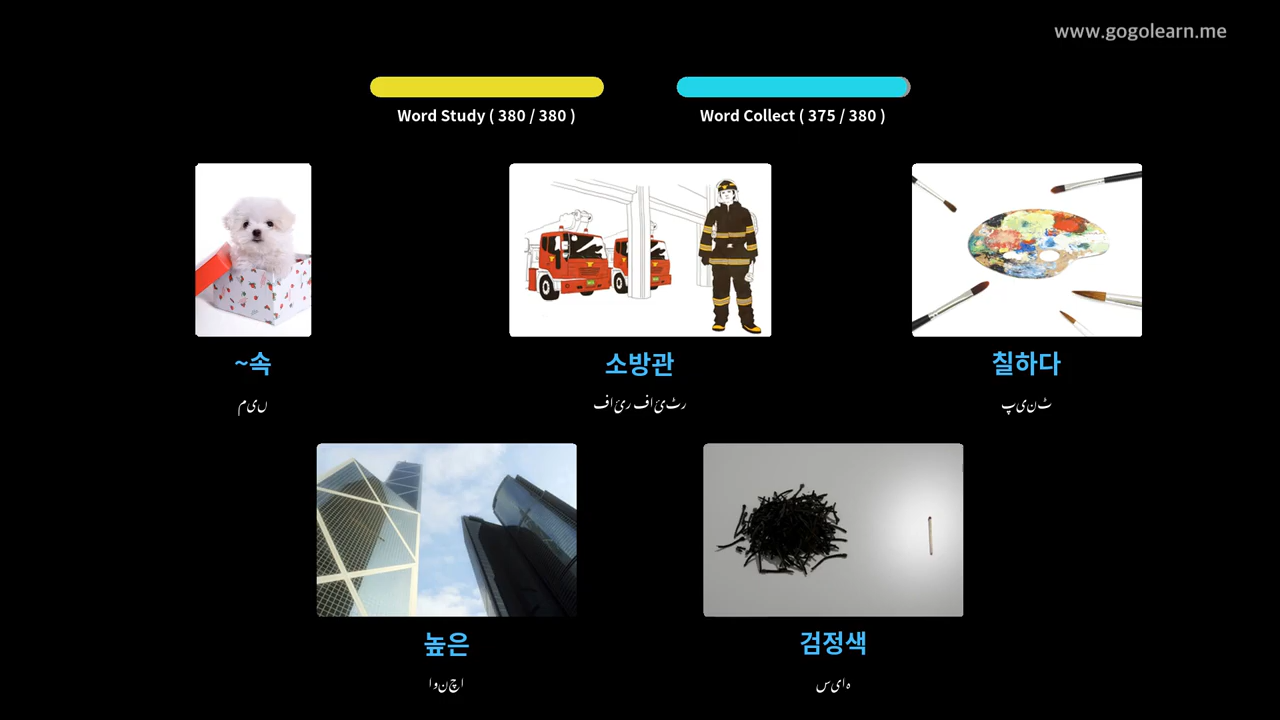 www.gogolearn.me
Word Study ( 380 / 380 )
Word Collect ( 375 / 380 )
~속
소방관
칠하다
میں
فائر فائٹر
پینٹ
높은
검정색
اونچا
سیاہ